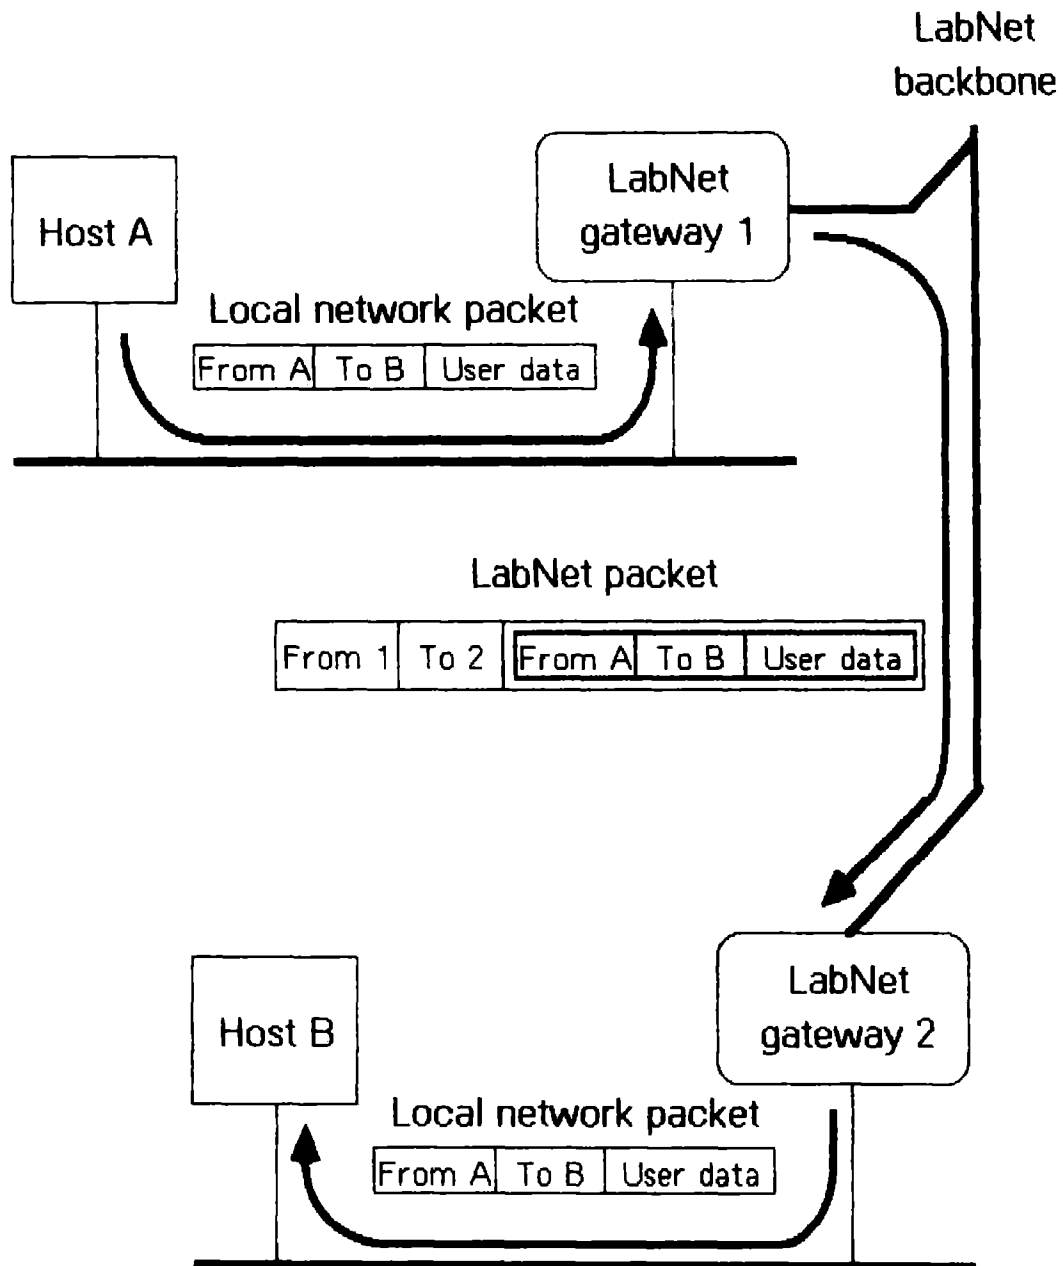 LabNet
backbone
LabNet
gateway 1
Host A
Local network packet
From A To B User data
LabNet packet
From 1 To 2 From A To B User data
LabNet
gateway 2
Host B
Local network packet
From A To B User data